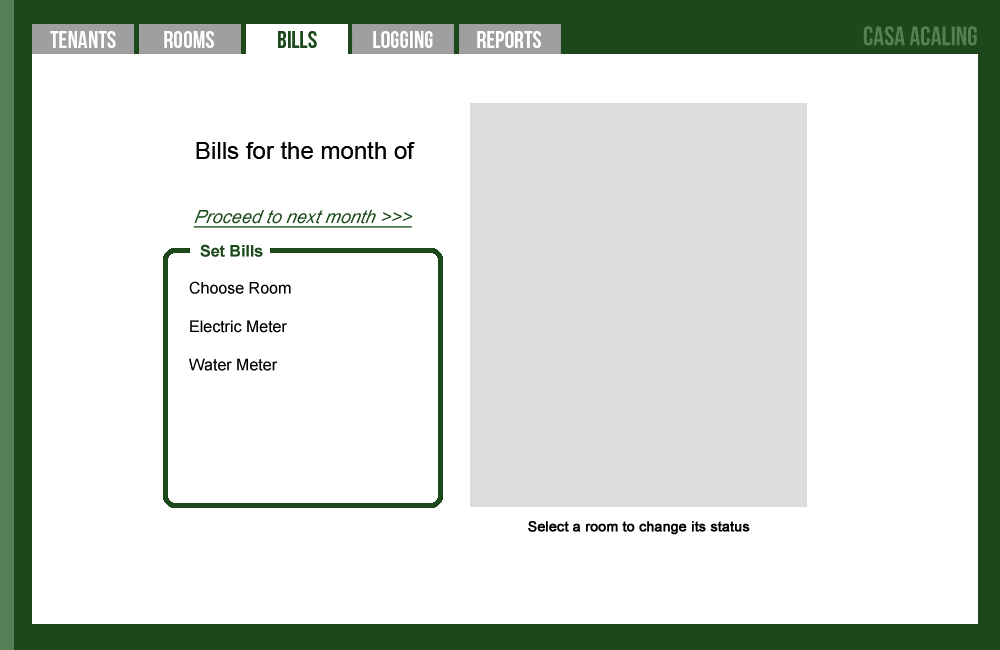 TENANTS
ROOMS
BILLS
LOGGING
REPORTS
CASA ACALING
Bills for the month of
Proceed to next month >>>
Set Bills
Choose Room
Electric Meter
Water Meter
Select a room to change its status